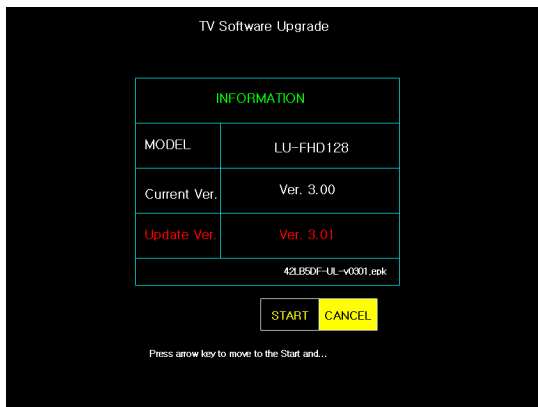 TV Software Upgrade
INFORMATION
MODEL LU-FHD128
Current Ver. Ver. 3.00
Update Ver. Ver. 3.01
42LB5DF-UL-v0301.epk
START CANCEL
Press arrow key to move to the Start and...